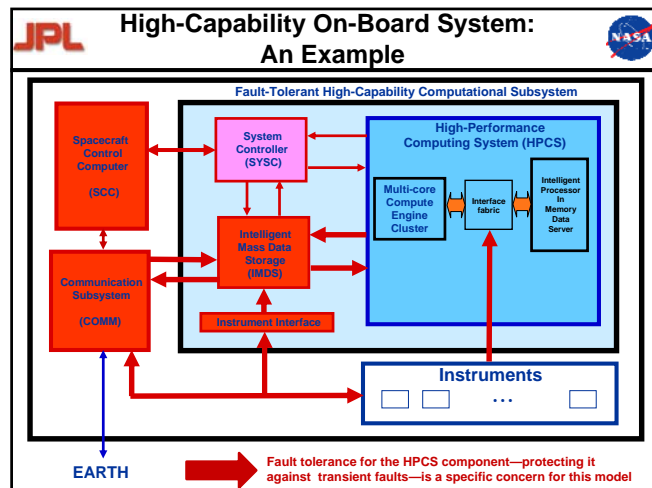 JPL
High-Capability On-Board System:
An Example
NASA
Fault-Tolerant High-Capability Computational Subsystem
Spacecraft
Control
Computer
(SCC)
System
Controller
(SYSC)
High-Performance
Computing System (HPCS)
Multi-core
Compute
Engine
Cluster
Interface
fabric
Intelligent
Processor
In
Memory
Data
Server
Intelligent
Mass Data
Storage
(IMDS)
Communication
Subsystem
(COMM)
Instrument Interface
Instruments
...
EARTH
Fault tolerance for the HPCS component—protecting it
against transient faults—is a specific concern for this model